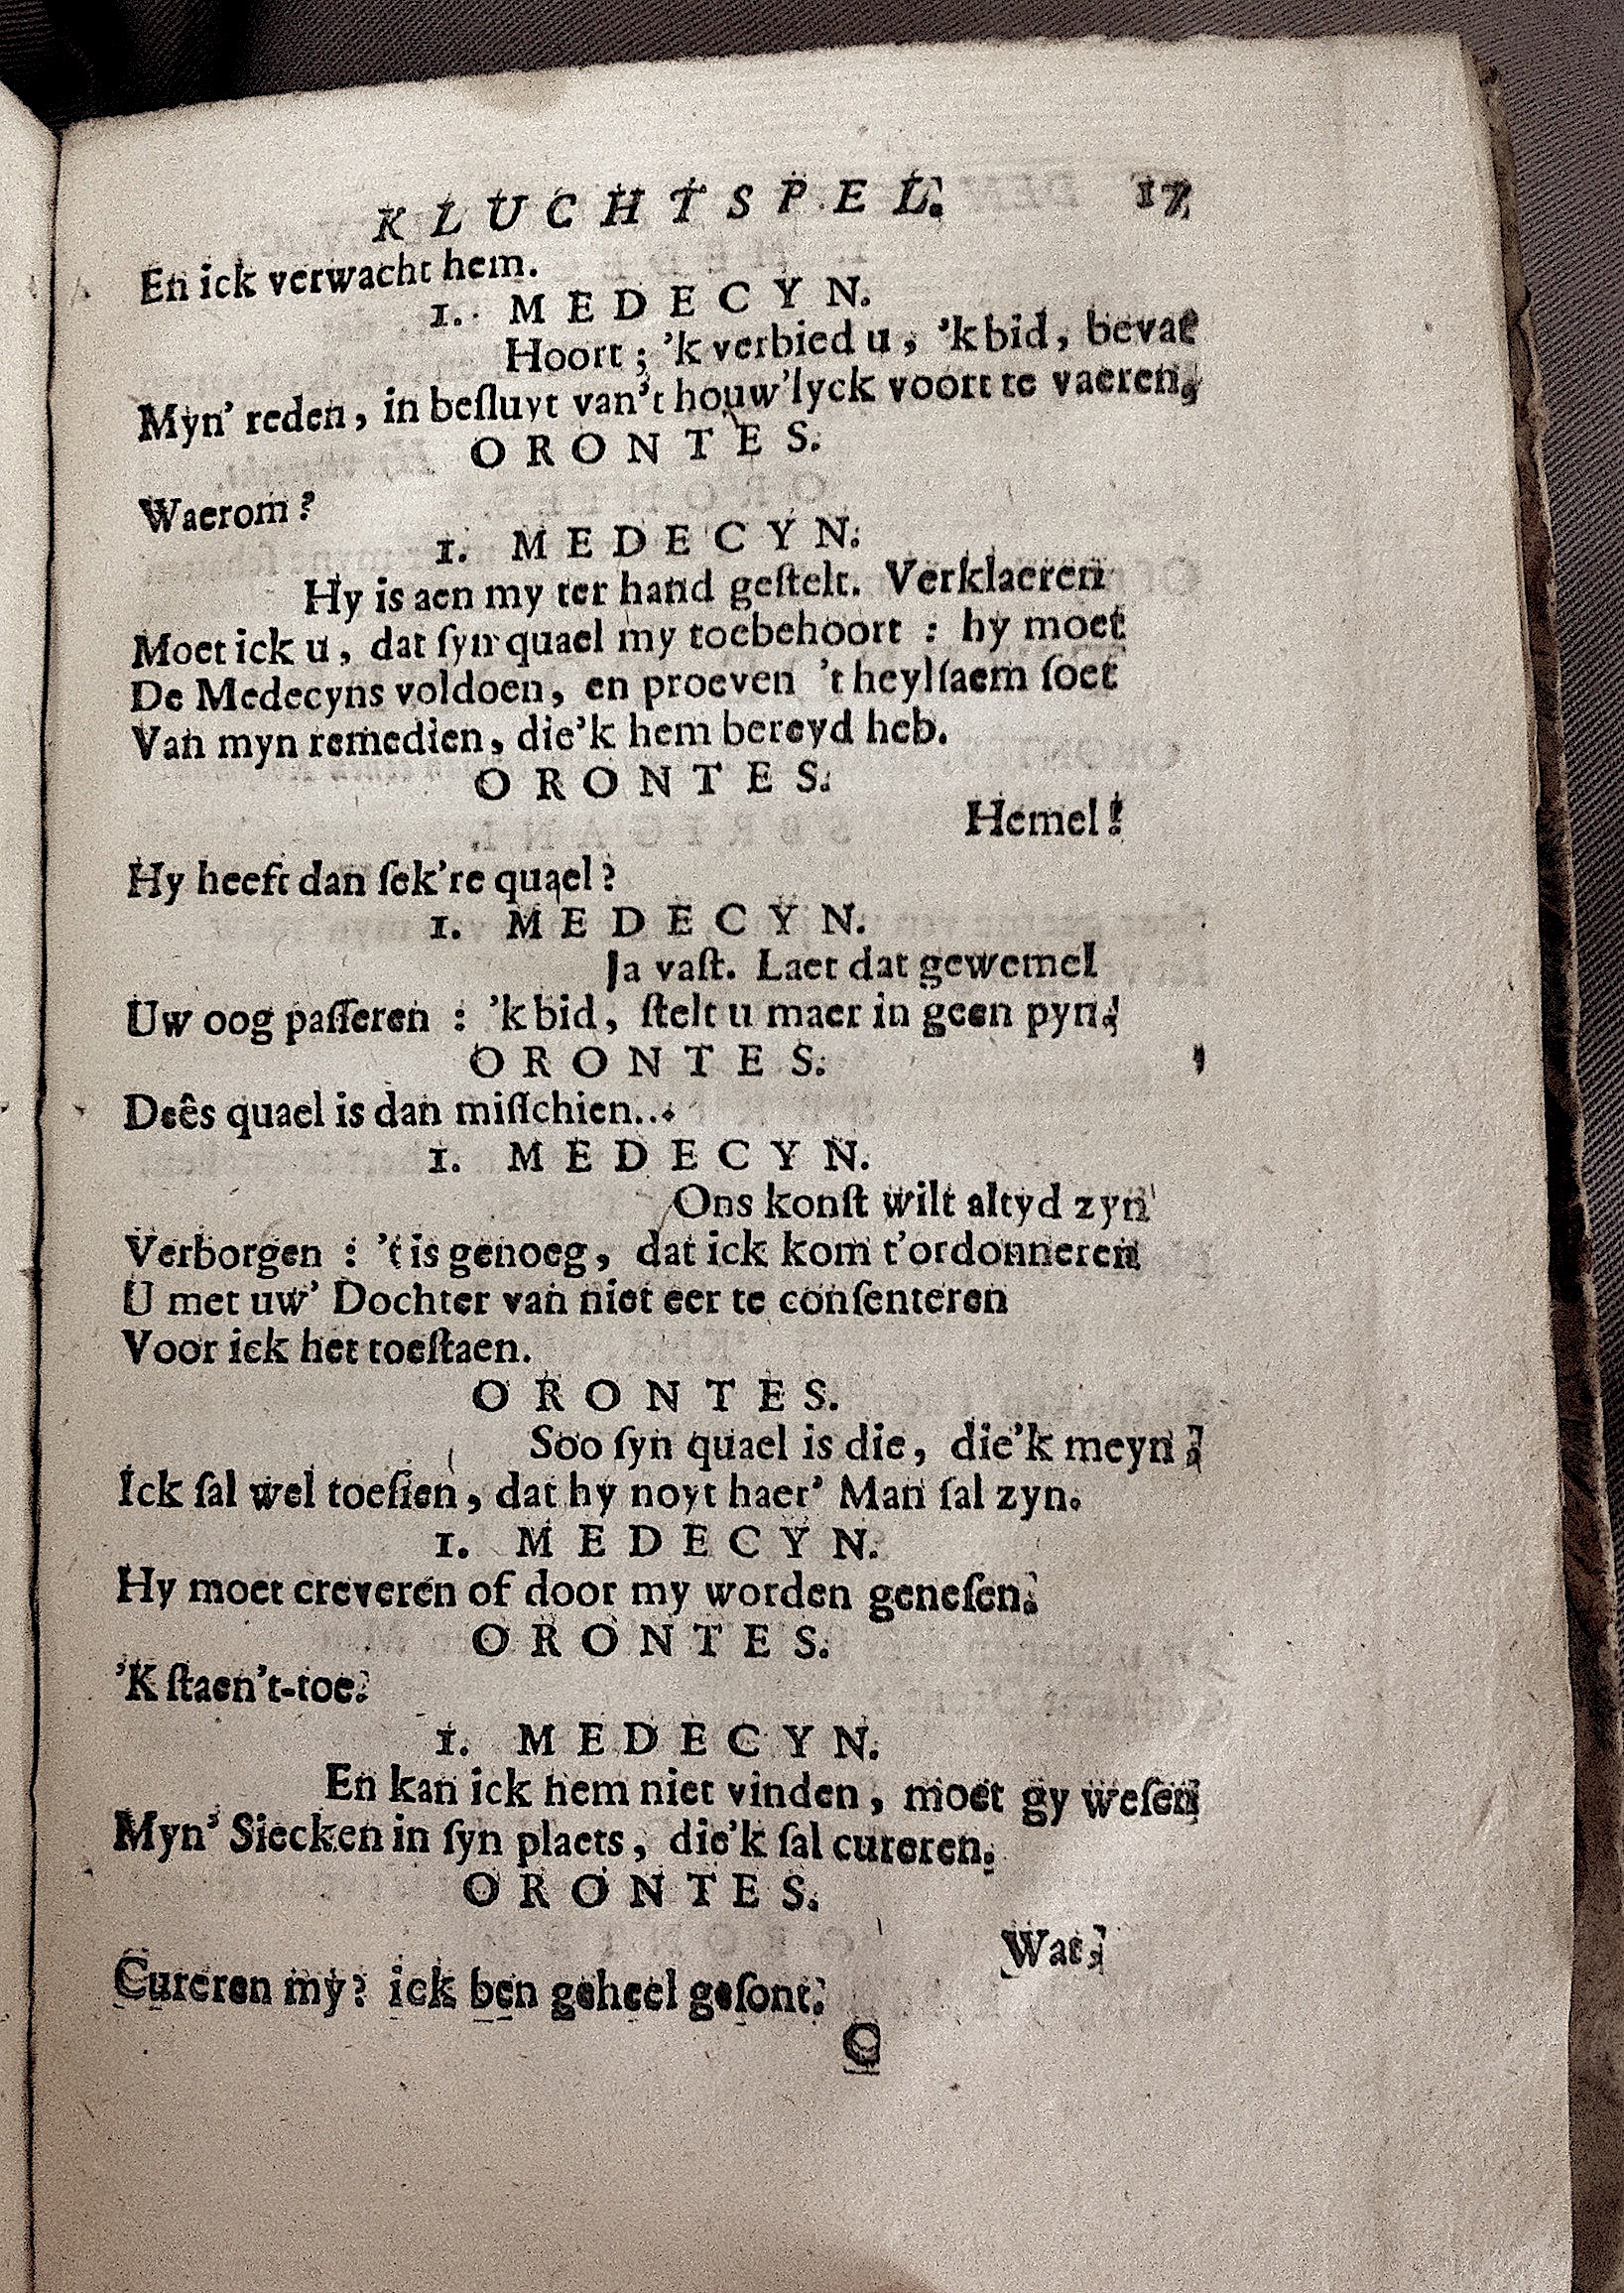 KLUCHTSPEL. 17
En ick verwacht hem.
1. MEDECYN.
Hoort ; 'k verbied u, 'k bid, bevat
Myn' reden, in beſluyt van't houw'lyck voort te vaeren.
ORONTES.
Waerom?
1. MEDECYN.
Hy is aen my ter hand geſtelt. Verklaeren
Moet ick u, dat ſyn quael my toebehoort : hy moet
De Medecyns voldoen, en proeven 't heylſaem ſoet
Van myn remedien, die'k hem bereyd heb.
ORONTES.
Hemel!
Hy heeft dan ſek're quael?
1. MEDECYN.
Ja vaſt. Laet dat gewemel
Uw oog paſſeren : 'k bid, ſtelt u maer in geen pyn.
ORONTES.
Deês quael is dan miſſchien...
1. MEDECYN.
Ons konſt wilt altyd zyn
Verborgen : 't is genoeg, dat ick kom t'ordonneren
U met uw' Dochter van niet eer te conſenteren
Voor ick het toeſtaen.
ORONTES.
Soo ſyn quael is die, die'k meyn,
Ick ſal wel toeſien, dat hy noyt haer' Man ſal zyn.
1. MEDECYN.
Hy moet creveren of door my worden geneſen.
ORONTES.
'K ſtaen't-toe.
1. MEDECYN.
En kan ick hem niet vinden, moet gy weſen
Myn' Siecken in ſyn plaets, die'k ſal cureren.
ORONTES.
Wat,
Cureren my? ick ben geheel geſont.
C